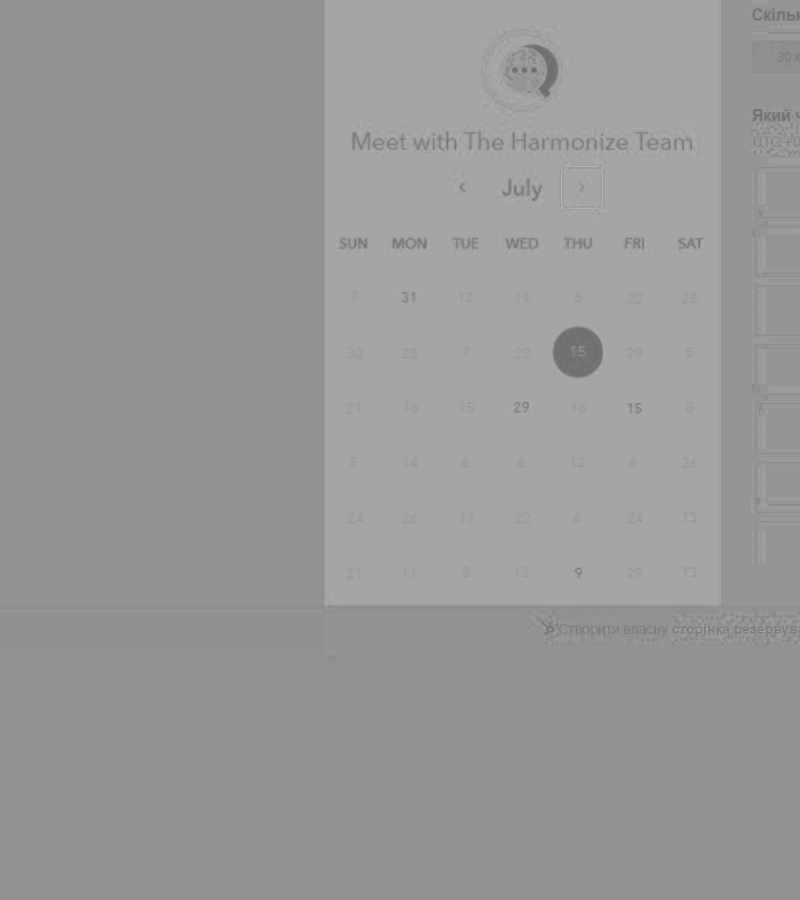 Скільк
30 х
Meet with The Harmonize Team
Який ч
‹ July ›
SUN MON TUE WED THU FRI SAT
7 31 12 19 8 22 28
30 28 7 22 15 29 5
21 16 15 29 16 15 8
5 14 6 6 12 6 26
24 26 17 22 6 24 13
21 11 8 12 9 29 13
Створити власну сторінка резервува